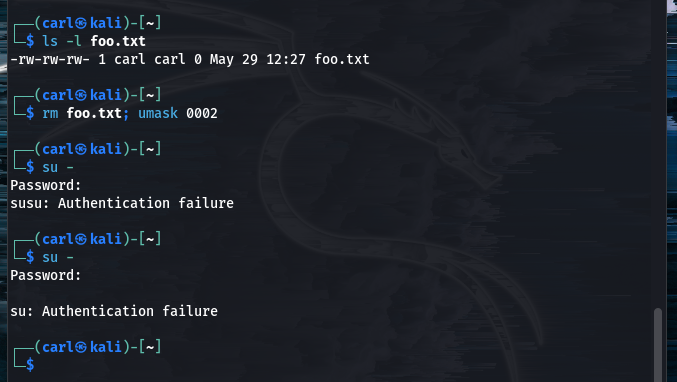 ┌──(carl㉿kali)-[~]
└─$ ls -l foo.txt
-rw-rw-rw- 1 carl carl 0 May 29 12:27 foo.txt
┌──(carl㉿kali)-[~]
└─$ rm foo.txt; umask 0002
┌──(carl㉿kali)-[~]
└─$ su -
Password:
susu: Authentication failure
┌──(carl㉿kali)-[~]
└─$ su -
Password:
su: Authentication failure
┌──(carl㉿kali)-[~]
└─$